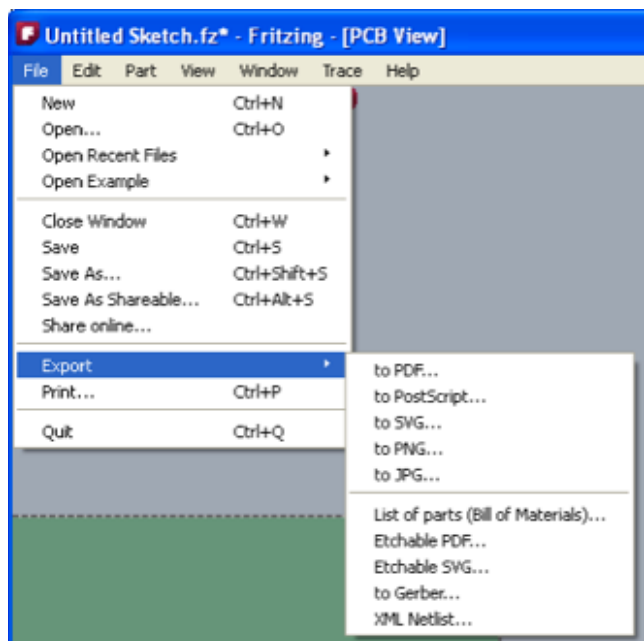 Untitled Sketch.fz* - Fritzing - [PCB View]
File Edit Part View Window Trace Help
New Ctrl+N
Open... Ctrl+O
Open Recent Files
Open Example
Close Window Ctrl+W
Save Ctrl+S
Save As... Ctrl+Shift+S
Save As Shareable... Ctrl+Alt+S
Share online...
Export
Print... Ctrl+P
Quit Ctrl+Q
to PDF...
to PostScript...
to SVG...
to PNG...
to JPG...
List of parts (Bill of Materials)...
Etchable PDF...
Etchable SVG...
to Gerber...
XML Netlist...